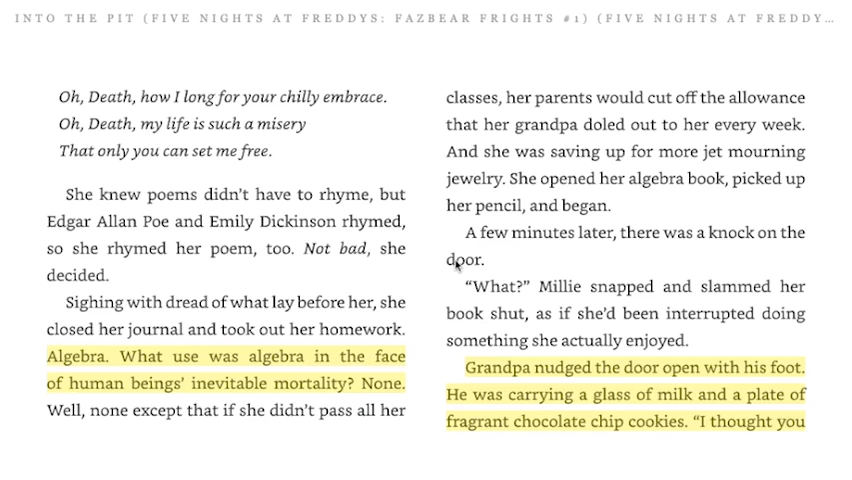 INTO THE PIT (FIVE NIGHTS AT FREDDYS: FAZBEAR FRIGHTS #1) (FIVE NIGHTS AT FREDDY...
Oh, Death, how I long for your chilly embrace.
Oh, Death, my life is such a misery
That only you can set me free.
She knew poems didn't have to rhyme, but
Edgar Allan Poe and Emily Dickinson rhymed,
so she rhymed her poem, too. Not bad, she
decided.
Sighing with dread of what lay before her, she
closed her journal and took out her homework.
Algebra. What use was algebra in the face
of human beings' inevitable mortality? None.
Well, none except that if she didn't pass all her
classes, her parents would cut off the allowance
that her grandpa doled out to her every week.
And she was saving up for more jet mourning
jewelry. She opened her algebra book, picked up
her pencil, and began.
A few minutes later, there was a knock on the
door.
"What?" Millie snapped and slammed her
book shut, as if she'd been interrupted doing
something she actually enjoyed.
Grandpa nudged the door open with his foot.
He was carrying a glass of milk and a plate of
fragrant chocolate chip cookies. "I thought you